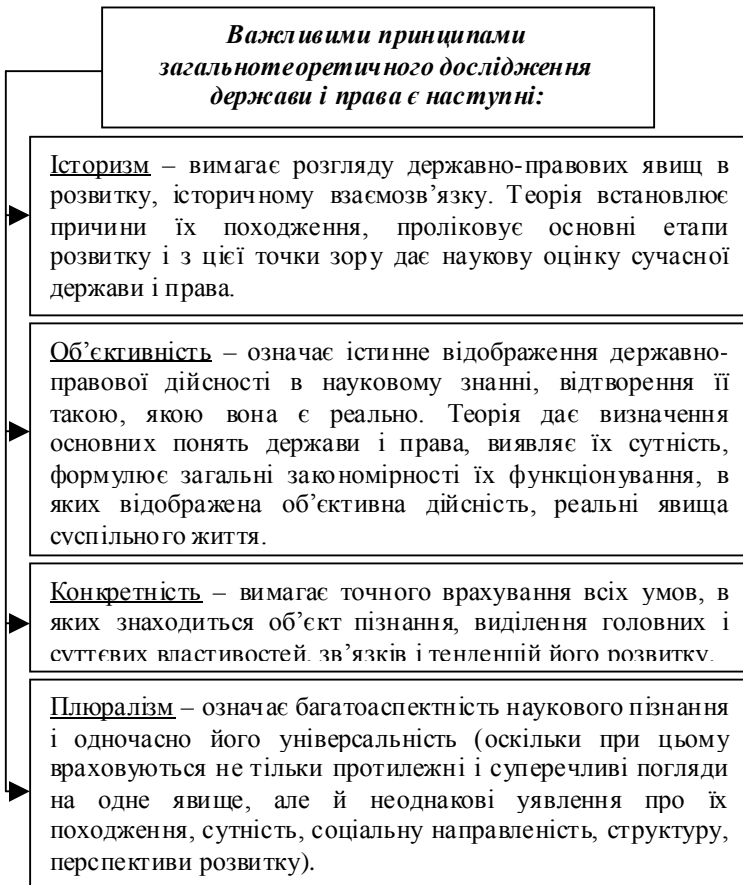 Важливими принципами
загальнотеоретичного дослідження
держави і права є наступні:
Історизм – вимагає розгляду державно-правових явищ в
розвитку, історичному взаємозв’язку. Теорія встановлює
причини їх походження, проліковує основні етапи
розвитку і з цієї точки зору дає наукову оцінку сучасної
держави і права.
Об’єктивність – означає істинне відображення державно-
правової дійсності в науковому знанні, відтворення її
такою, якою вона є реально. Теорія дає визначення
основних понять держави і права, виявляє їх сутність,
формулює загальні закономірності їх функціонування, в
яких відображена об’єктивна дійсність, реальні явища
суспільного життя.
Конкретність – вимагає точного врахування всіх умов, в
яких знаходиться об’єкт пізнання, виділення головних і
суттєвих властивостей, зв’язків і тенденцій його розвитку.
Плюралізм – означає багатоаспектність наукового пізнання
і одночасно його універсальність (оскільки при цьому
враховуються не тільки протилежні і суперечливі погляди
на одне явище, але й неоднакові уявлення про їх
походження, сутність, соціальну направленість, структуру,
перспективи розвитку).